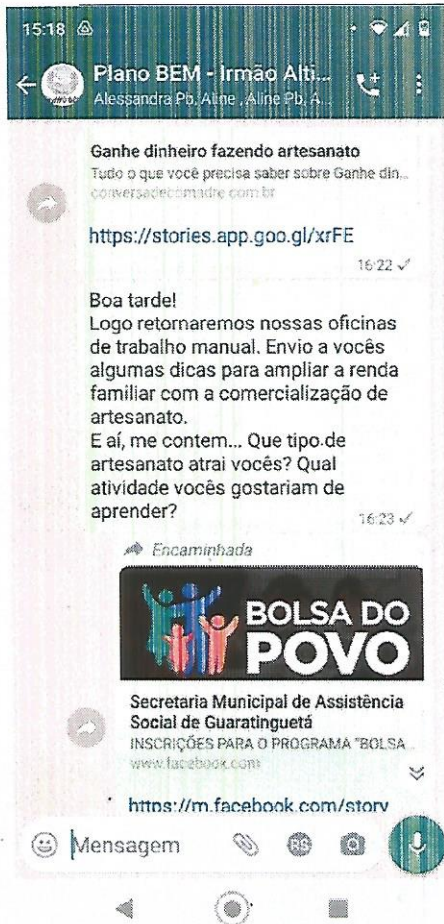 15:18
Plano BEM - Irmão Alti...
Alessandra Pb, Aline , Aline Pb, A...
Ganhe dinheiro fazendo artesanato
Tudo o que você precisa saber sobre Ganhe din...
conversadecomadre.com.br
https://stories.app.goo.gl/xrFE
16:22
Boa tarde!
Logo retornaremos nossas oficinas
de trabalho manual. Envio a vocês
algumas dicas para ampliar a renda
familiar com a comercialização de
artesanato.
E aí, me contem... Que tipo de
artesanato atrai vocês? Qual
atividade vocês gostariam de
aprender?
16:23
Encaminhada
BOLSA DO
POVO
Secretaria Municipal de Assistência
Social de Guaratinguetá
INSCRIÇÕES PARA O PROGRAMA "BOLSA
www.facebook.com
https://m.facebook.com/story
Mensagem
R$